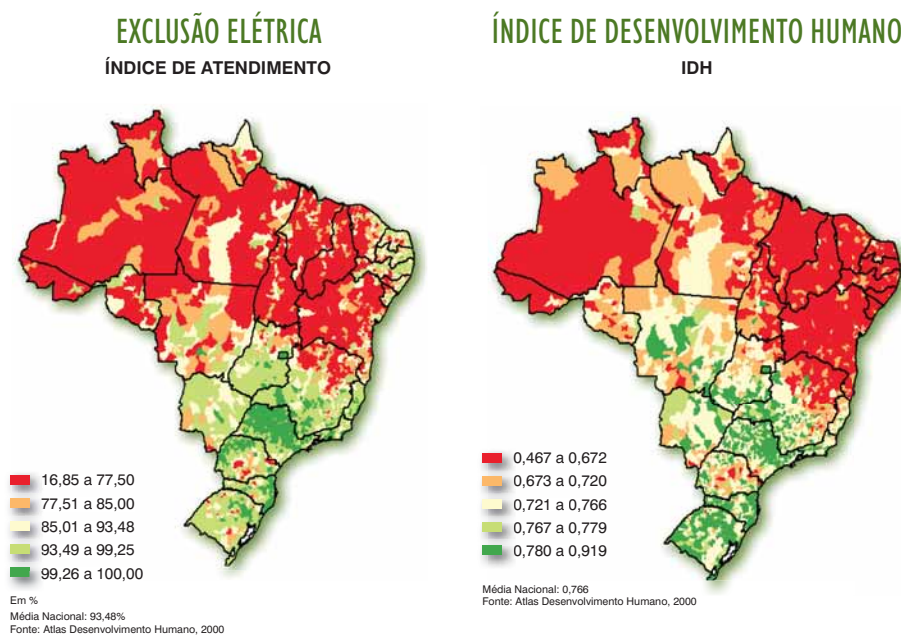 EXCLUSÃO ELÉTRICA
ÍNDICE DE ATENDIMENTO
16,85 a 77,50
77,51 a 85,00
85,01 a 93,48
93,49 a 99,25
99,26 a 100,00
Em %
Média Nacional: 93,48%
Fonte: Atlas Desenvolvimento Humano, 2000
ÍNDICE DE DESENVOLVIMENTO HUMANO
IDH
0,467 a 0,672
0,673 a 0,720
0,721 a 0,766
0,767 a 0,779
0,780 a 0,919
Média Nacional: 0,766
Fonte: Atlas Desenvolvimento Humano, 2000